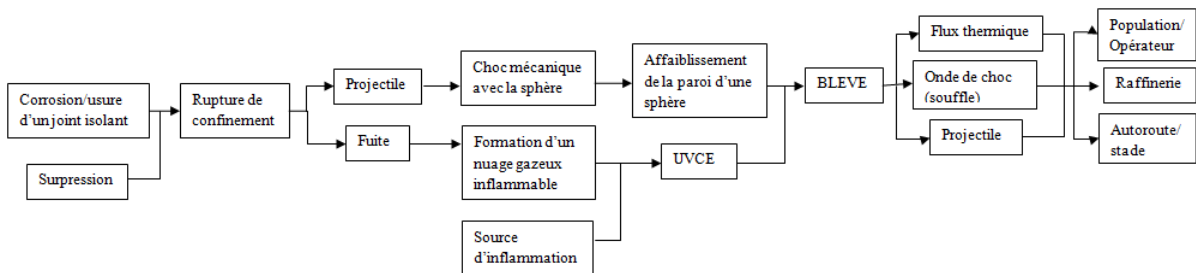 Corrosion/usure
d'un joint isolant
Surpression
Rupture de
confinement
Projectile
Fuite
Choc mécanique
avec la sphère
Formation d'un
nuage gazeux
inflammable
Source
d'inflammation
Affaiblissement
de la paroi d'une
sphère
UVCE
BLEVE
Flux thermique
Onde de choc
(souffle)
Projectile
Population/
Opérateur
Raffinerie
Autoroute/
stade